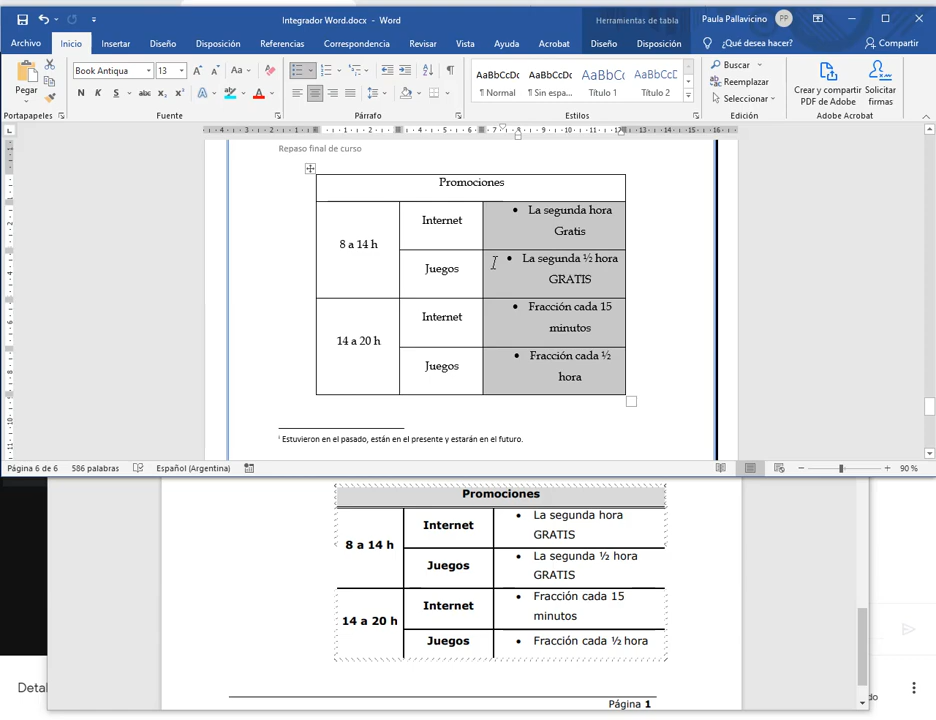 Integrador Word.docx - Word
Herramientas de tabla
Paula Pallavicino
PP
Archivo Inicio Insertar Diseño Disposición Referencias Correspondencia Revisar Vista Ayuda Acrobat Diseño Disposición ¿Qué desea hacer? Compartir
Pegar
Book Antiqua 13
Aa
N K S abc x₂ x²
AaBbCcDc AaBbCcDc AaBbC AaBbCcD
¶ Normal ¶ Sin espa... Título 1 Título 2
Buscar
Reemplazar
Seleccionar
Crear y compartir PDF de Adobe
Solicitar firmas
Portapapeles Fuente Párrafo Estilos Edición Adobe Acrobat
Repaso final de curso
Promociones
8 a 14 h
Internet
• La segunda hora
Gratis
Juegos
• La segunda ½ hora
GRATIS
14 a 20 h
Internet
• Fracción cada 15
minutos
Juegos
• Fracción cada ½
hora
i Estuvieron en el pasado, están en el presente y estarán en el futuro.
Página 6 de 6 586 palabras Español (Argentina) 90 %
Promociones
8 a 14 h
Internet
• La segunda hora
GRATIS
Juegos
• La segunda ½ hora
GRATIS
14 a 20 h
Internet
• Fracción cada 15
minutos
Juegos
• Fracción cada ½ hora
Detal
do
Página 1